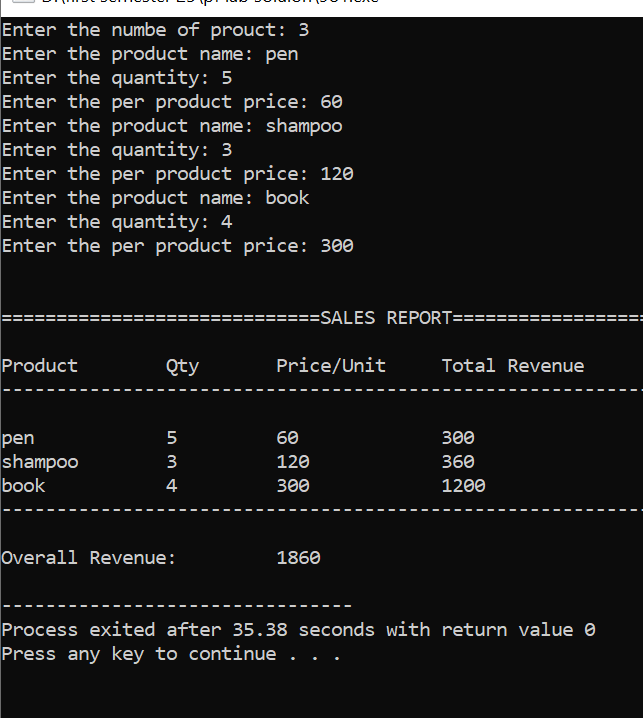 Enter the numbe of prouct: 3
Enter the product name: pen
Enter the quantity: 5
Enter the per product price: 60
Enter the product name: shampoo
Enter the quantity: 3
Enter the per product price: 120
Enter the product name: book
Enter the quantity: 4
Enter the per product price: 300
=============================SALES REPORT==================
Product Qty Price/Unit Total Revenue
-----------------------------------------------------------
pen 5 60 300
shampoo 3 120 360
book 4 300 1200
-----------------------------------------------------------
Overall Revenue: 1860
--------------------------------
Process exited after 35.38 seconds with return value 0
Press any key to continue . . .